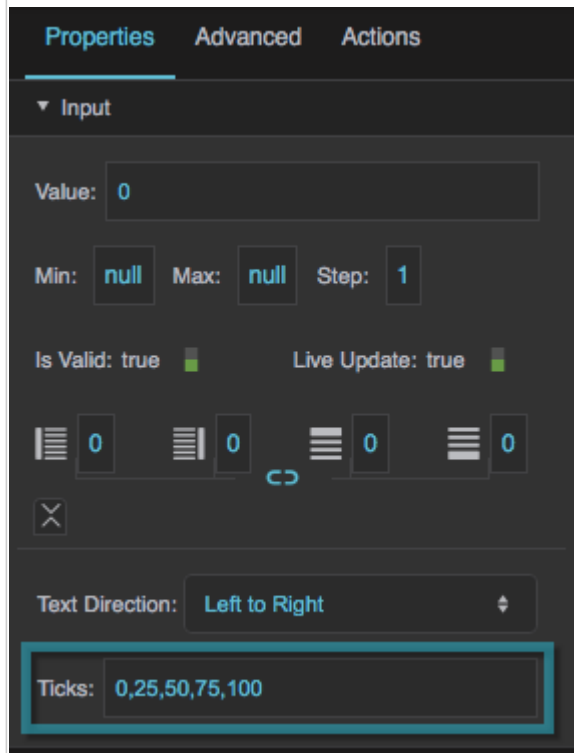 Properties Advanced Actions
Input
Value: 0
Min: null Max: null Step: 1
Is Valid: true Live Update: true
0 0 0 0
Text Direction: Left to Right
Ticks: 0,25,50,75,100